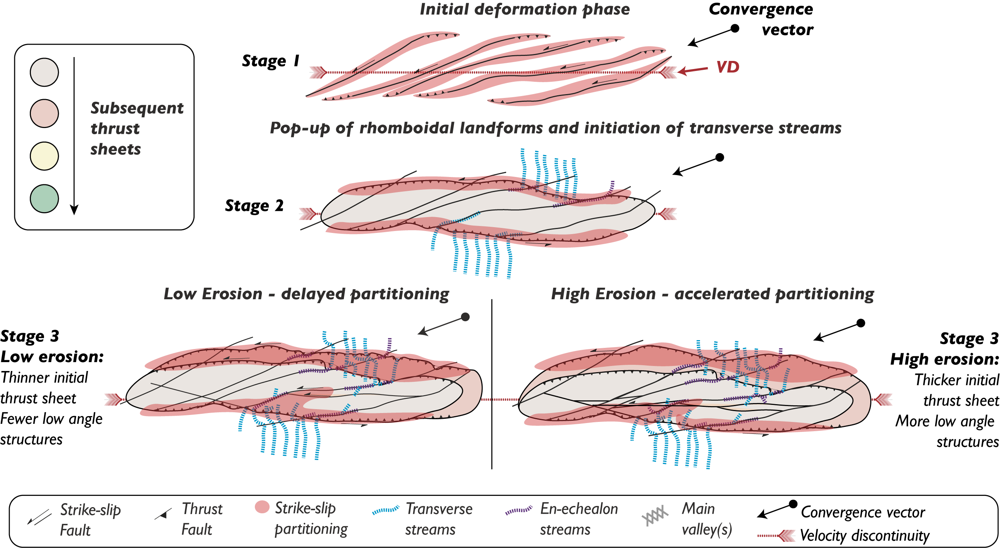 Initial deformation phase
Convergence
vector
Stage 1
VD
Subsequent
thrust
sheets
Pop-up of rhomboidal landforms and initiation of transverse streams
Stage 2
Low Erosion - delayed partitioning
High Erosion - accelerated partitioning
Stage 3
Low erosion:
Thinner initial
thrust sheet
Fewer low angle
structures
Stage 3
High erosion:
Thicker initial
thrust sheet
More low angle
structures
Strike-slip
Fault
Thrust
Fault
Strike-slip
partitioning
Transverse
streams
En-echealon
streams
Main
valley(s)
Convergence vector
Velocity discontinuity